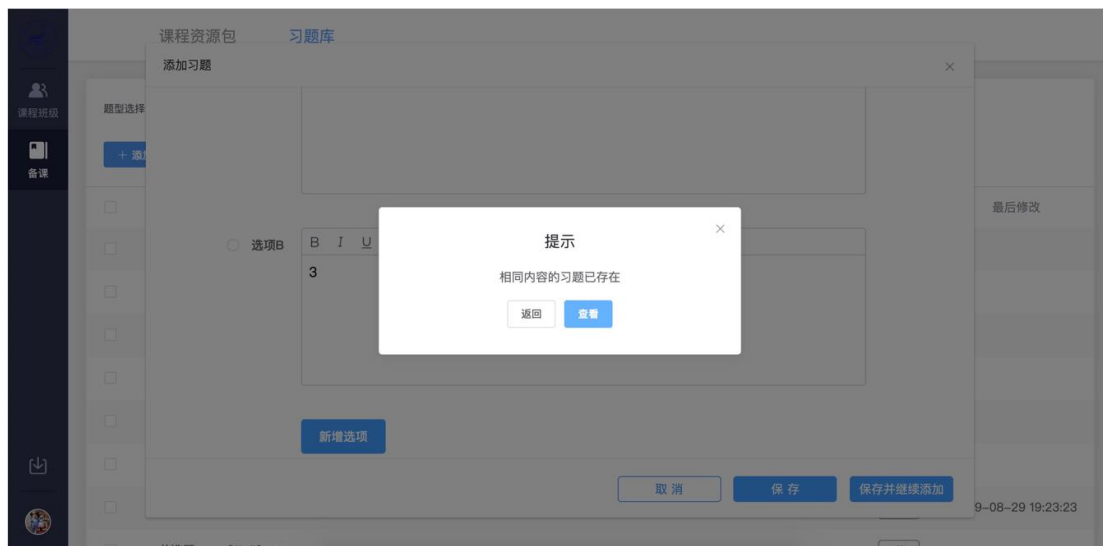 课程资源包 习题库
添加习题
课程班级
题型选择
备课
最后修改
选项B
B I U
3
提示
相同内容的习题已存在
返回 查看
新增选项
取消 保存 保存并继续添加
9-08-29 19:23:23